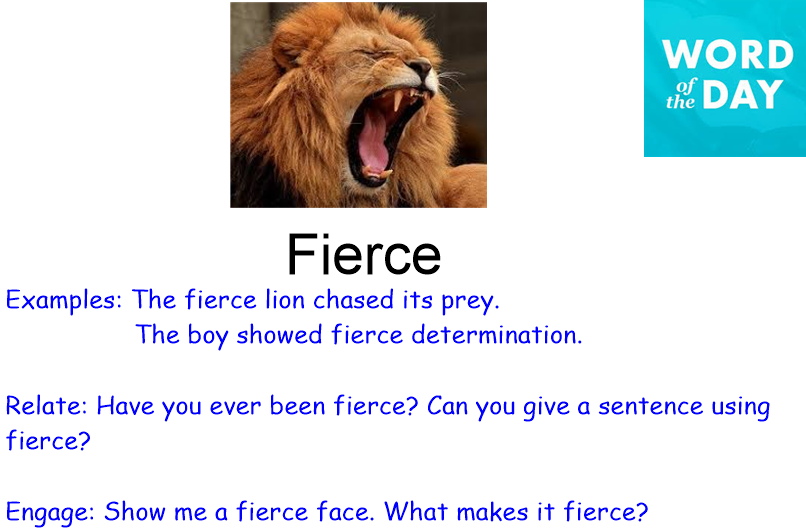 WORD
of
the DAY
Fierce
Examples: The fierce lion chased its prey.
The boy showed fierce determination.
Relate: Have you ever been fierce? Can you give a sentence using
fierce?
Engage: Show me a fierce face. What makes it fierce?